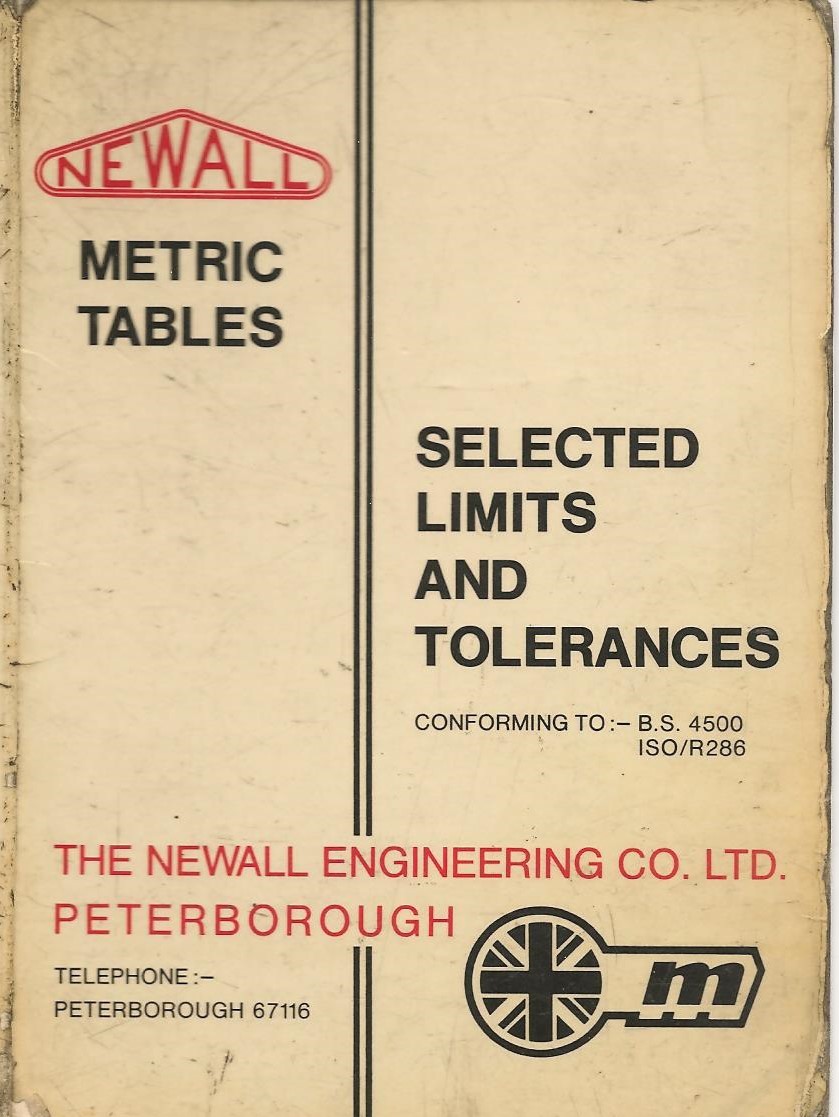 NEWALL
METRIC
TABLES
SELECTED
LIMITS
AND
TOLERANCES
CONFORMING TO :– B.S. 4500
ISO/R286
THE NEWALL ENGINEERING CO. LTD.
PETERBOROUGH
TELEPHONE :–
PETERBOROUGH 67116
m